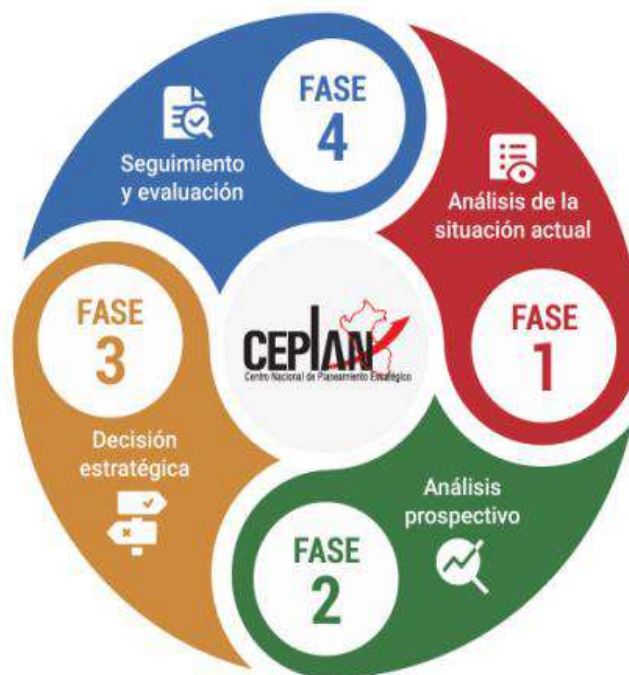 FASE
4
Seguimiento
y evaluación
Análisis de la
situación actual
FASE
1
FASE
3
Decisión
estratégica
CEPLAN
Centro Nacional de Planeamiento Estratégico
Análisis
prospectivo
FASE
2